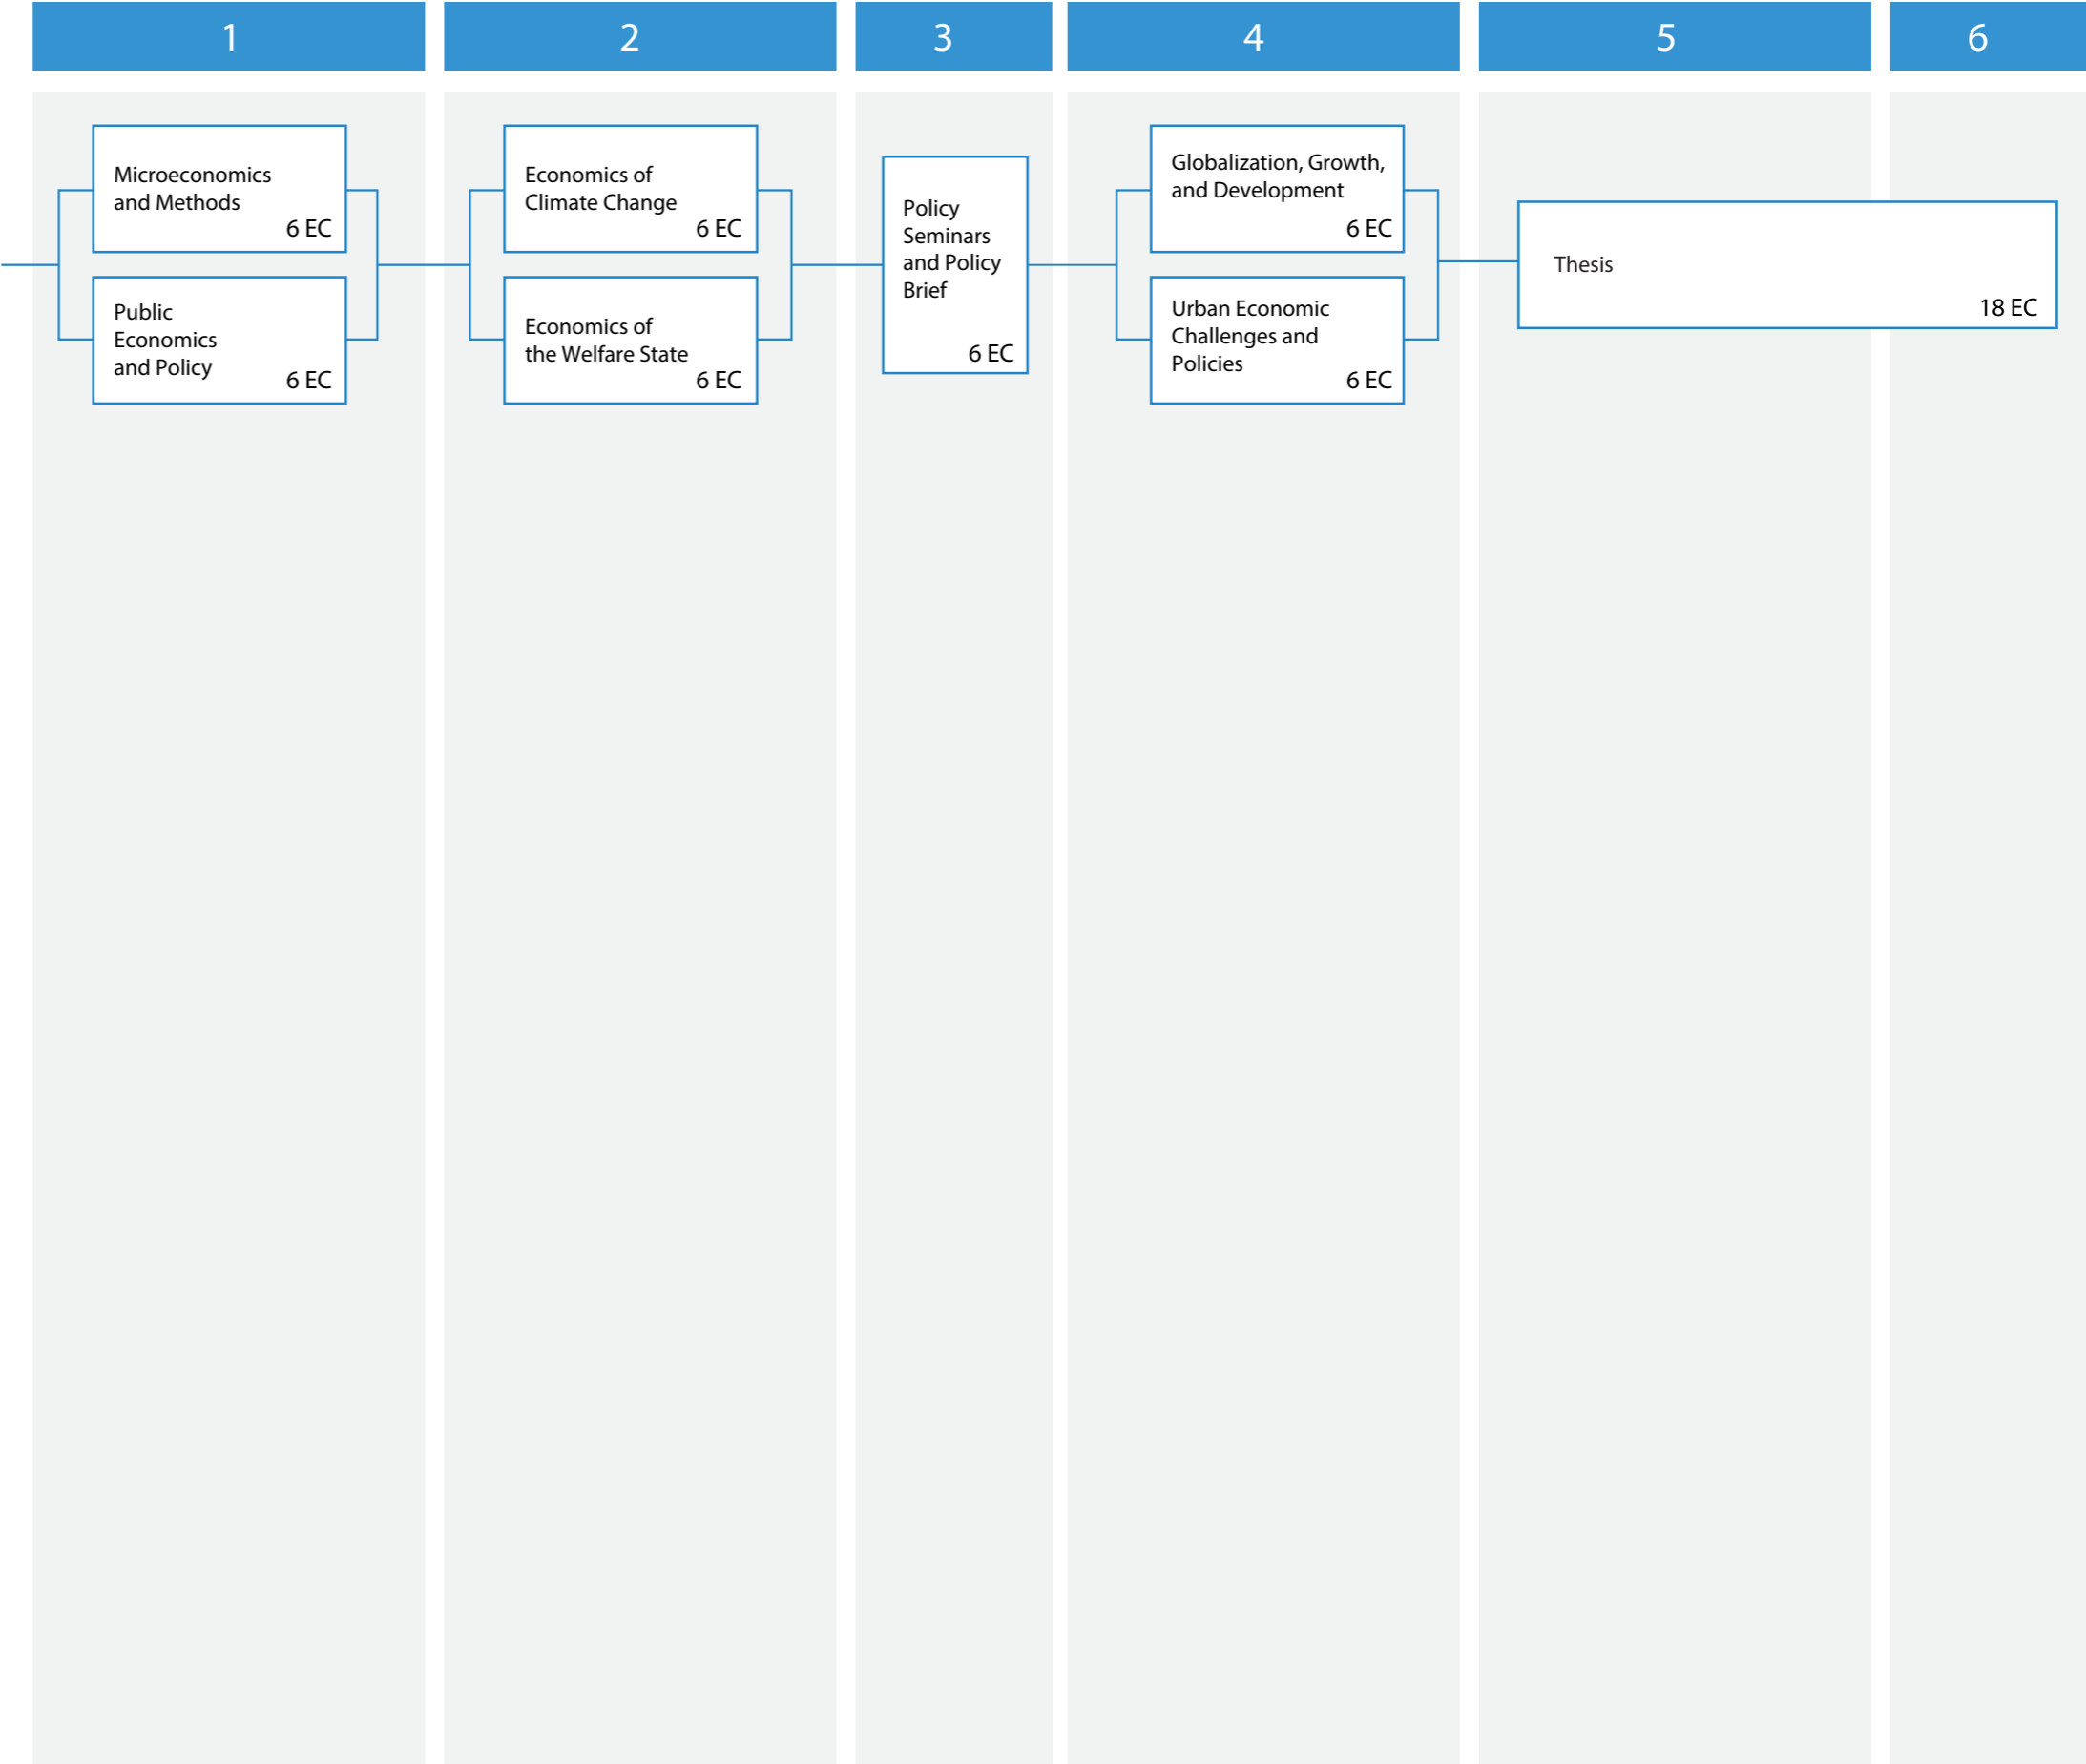 1
2
3
4
5
6
Microeconomics
and Methods
6 EC
Public
Economics
and Policy
6 EC
Economics of
Climate Change
6 EC
Economics of
the Welfare State
6 EC
Policy
Seminars
and Policy
Brief
6 EC
Globalization, Growth,
and Development
6 EC
Urban Economic
Challenges and
Policies
6 EC
Thesis
18 EC